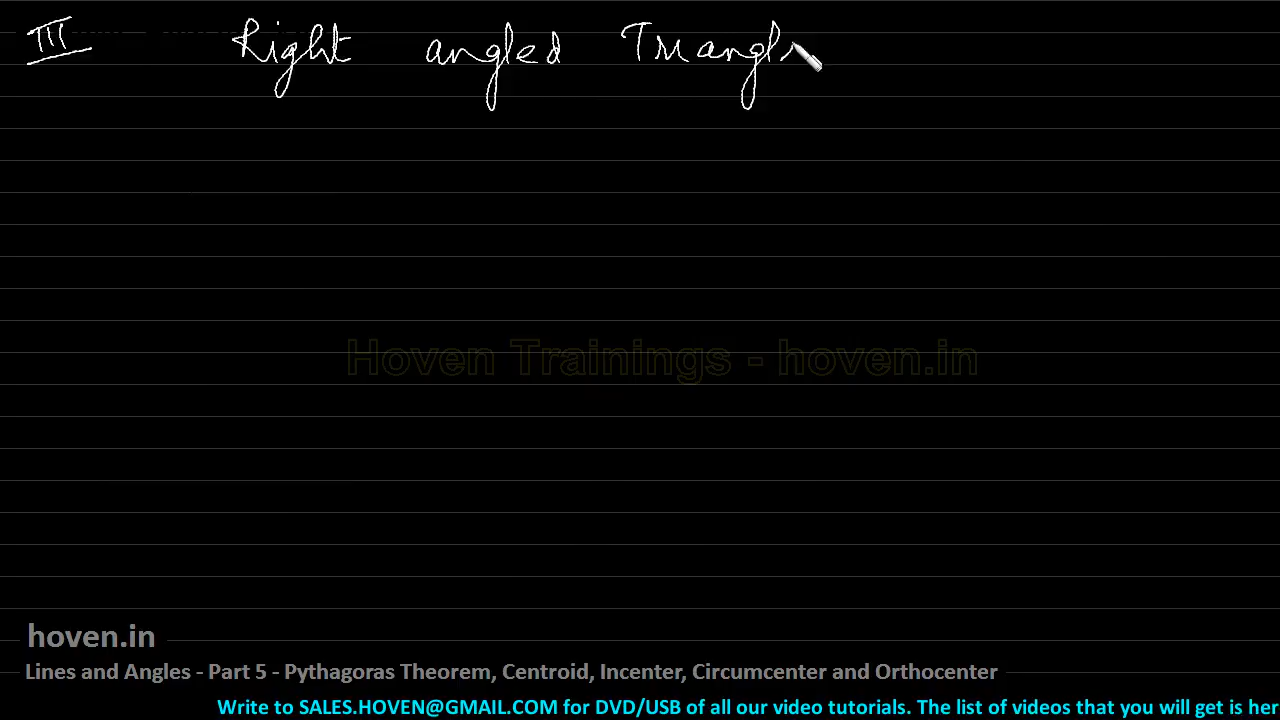 III Right angled Triangl
Hoven Trainings - hoven.in
hoven.in
Lines and Angles - Part 5 - Pythagoras Theorem, Centroid, Incenter, Circumcenter and Orthocenter
Write to SALES.HOVEN@GMAIL.COM for DVD/USB of all our video tutorials. The list of videos that you will get is her